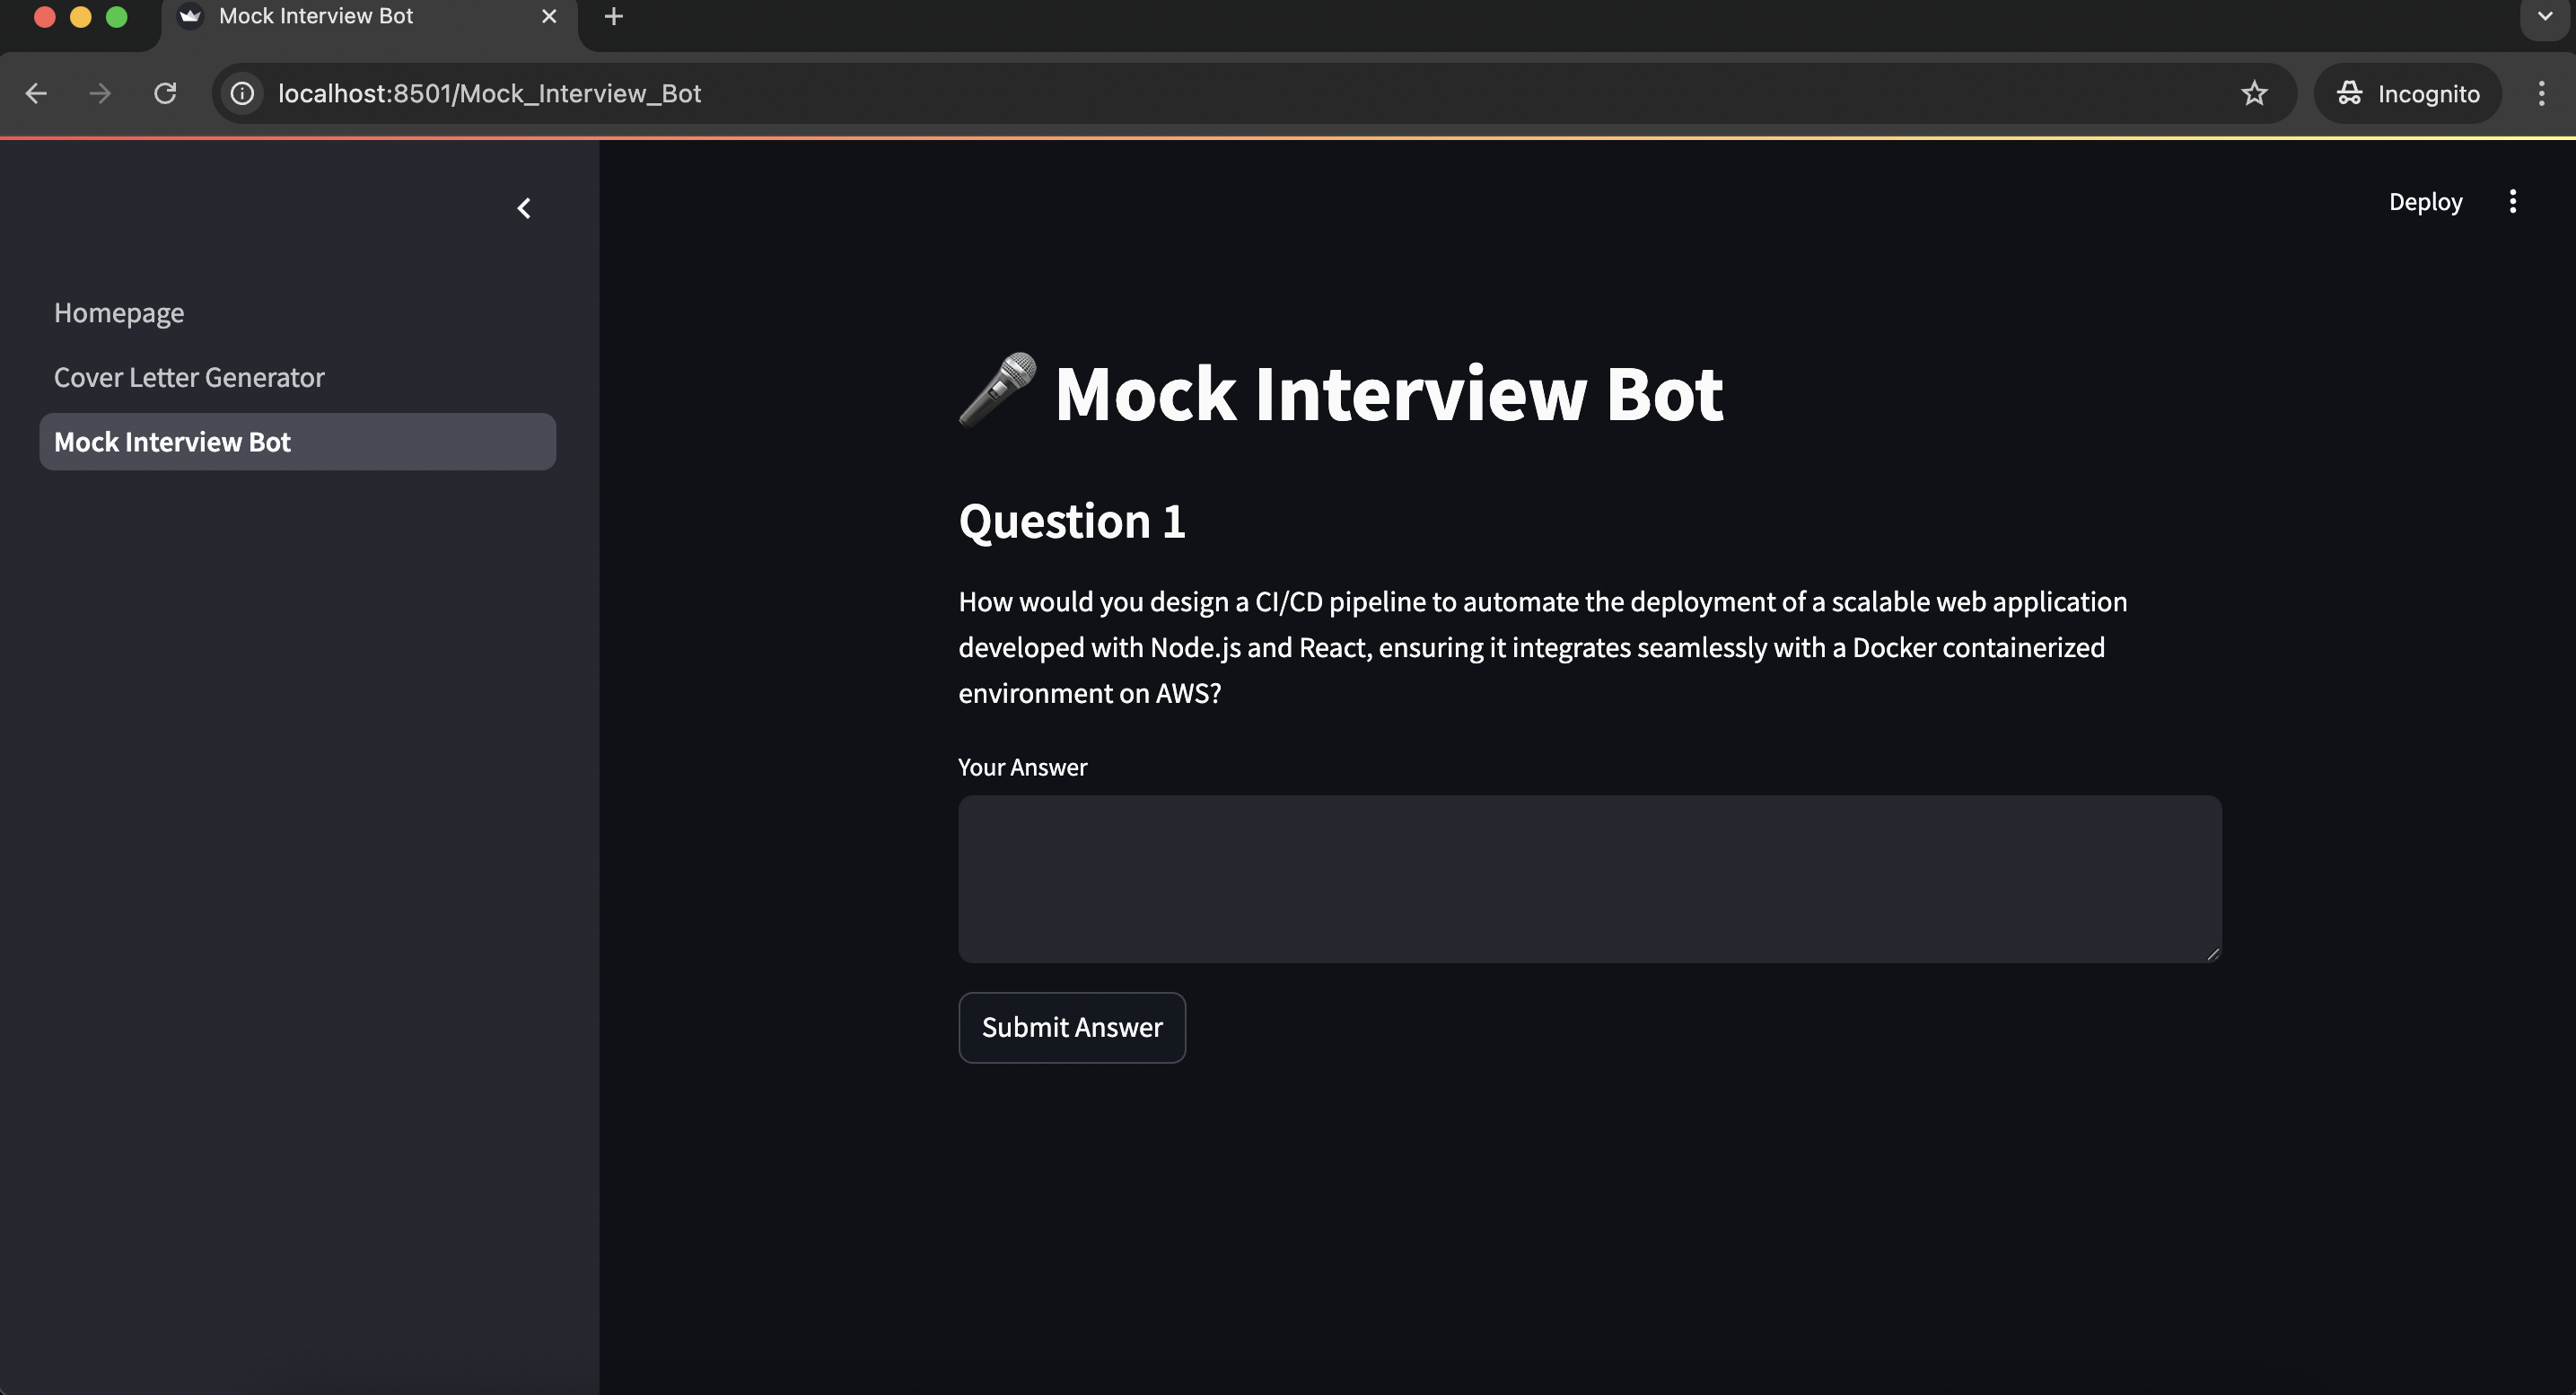 Mock Interview Bot
localhost:8501/Mock_Interview_Bot
Incognito
Deploy
Homepage
Cover Letter Generator
Mock Interview Bot
Mock Interview Bot
Question 1
How would you design a CI/CD pipeline to automate the deployment of a scalable web application
developed with Node.js and React, ensuring it integrates seamlessly with a Docker containerized
environment on AWS?
Your Answer
Submit Answer